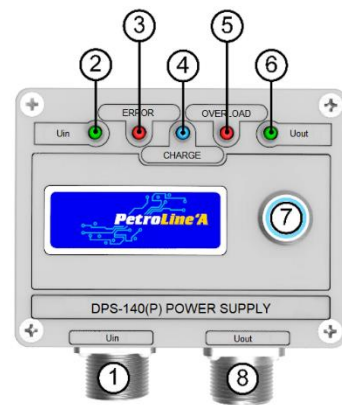 3 4 5
2 6
ERROR OVERLOAD
Uin Uout
CHARGE
PetroLine'A
7
DPS-140(P) POWER SUPPLY
Uin Uout
1 8